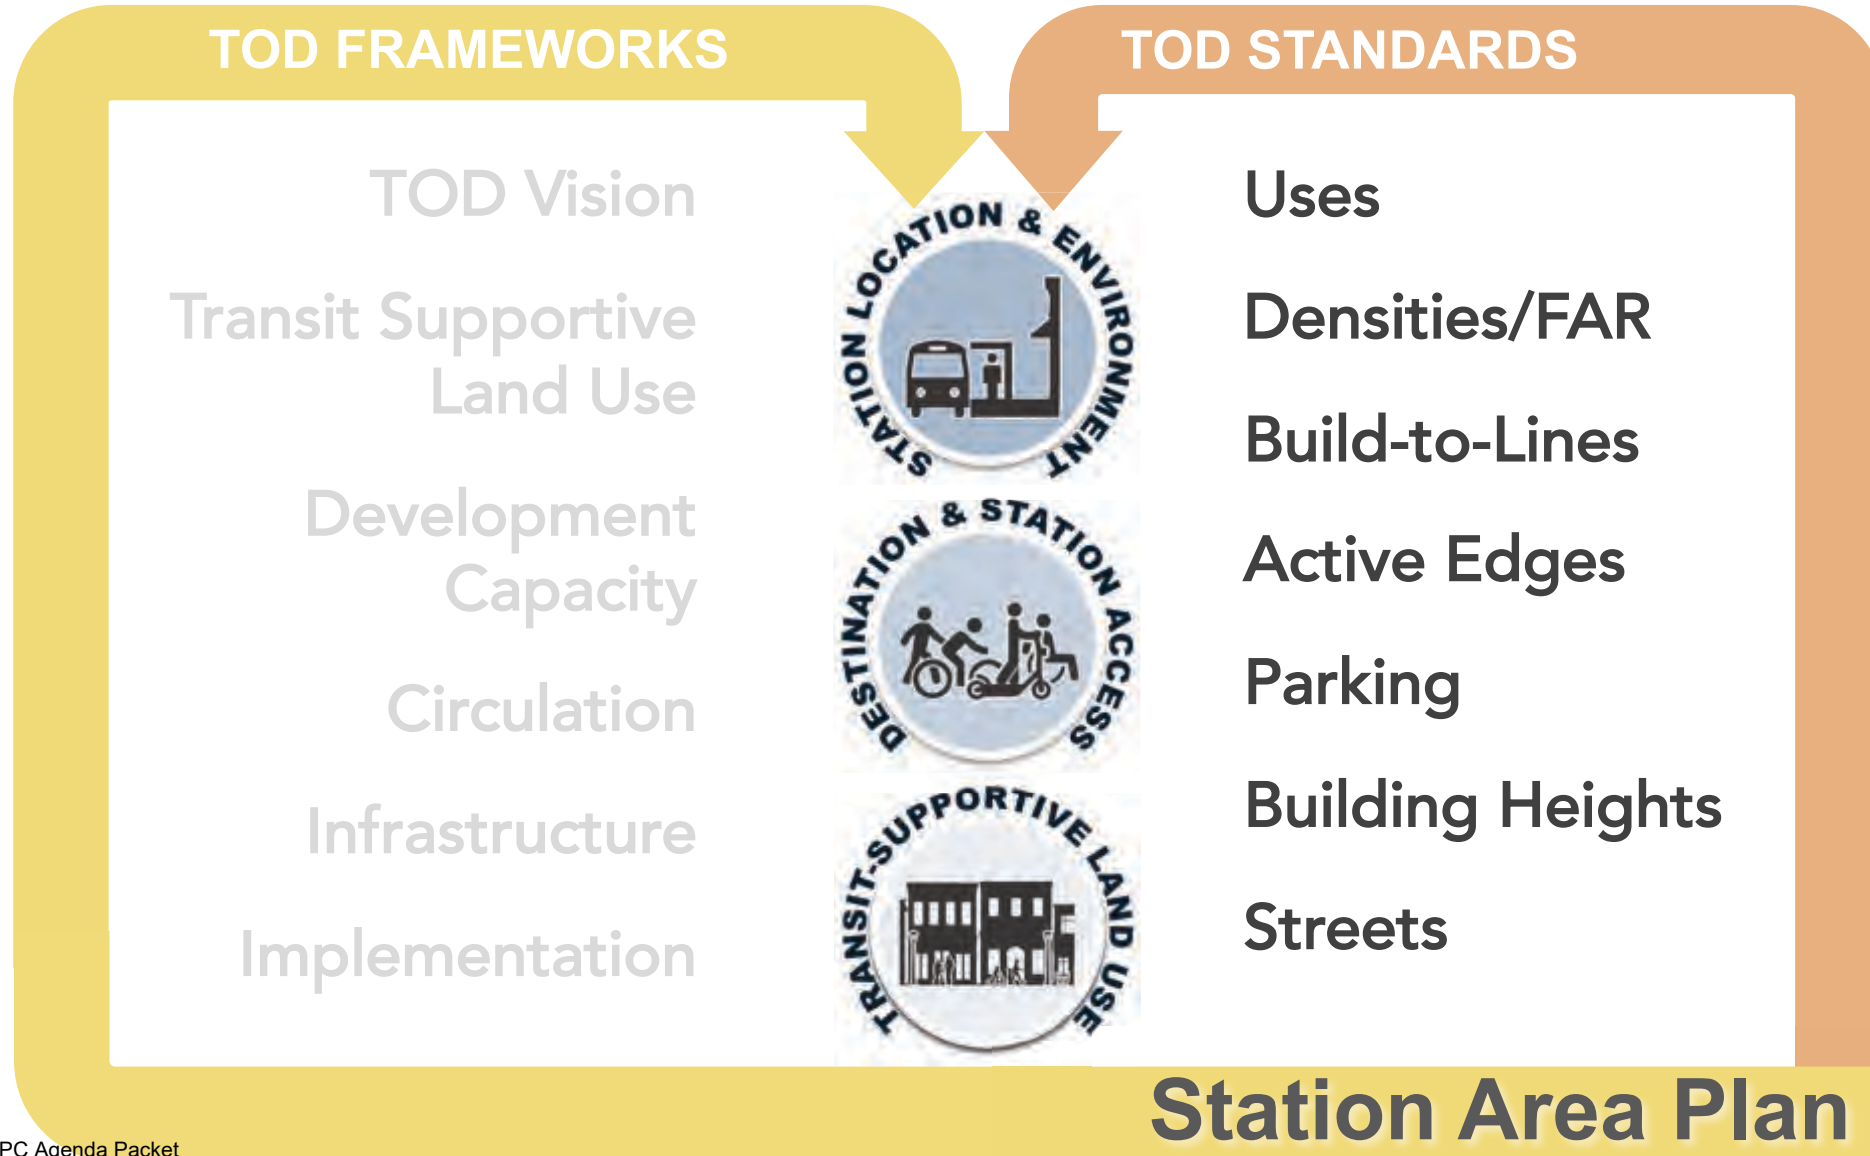 TOD FRAMEWORKS
TOD Vision
Transit Supportive
Land Use
Development
Capacity
Circulation
Infrastructure
Implementation
STATION LOCATION & ENVIRONMENT
DESTINATION & STATION ACCESS
TRANSIT-SUPPORTIVE LAND USE
TOD STANDARDS
Uses
Densities/FAR
Build-to-Lines
Active Edges
Parking
Building Heights
Streets
Station Area Plan
PC Agenda Packet